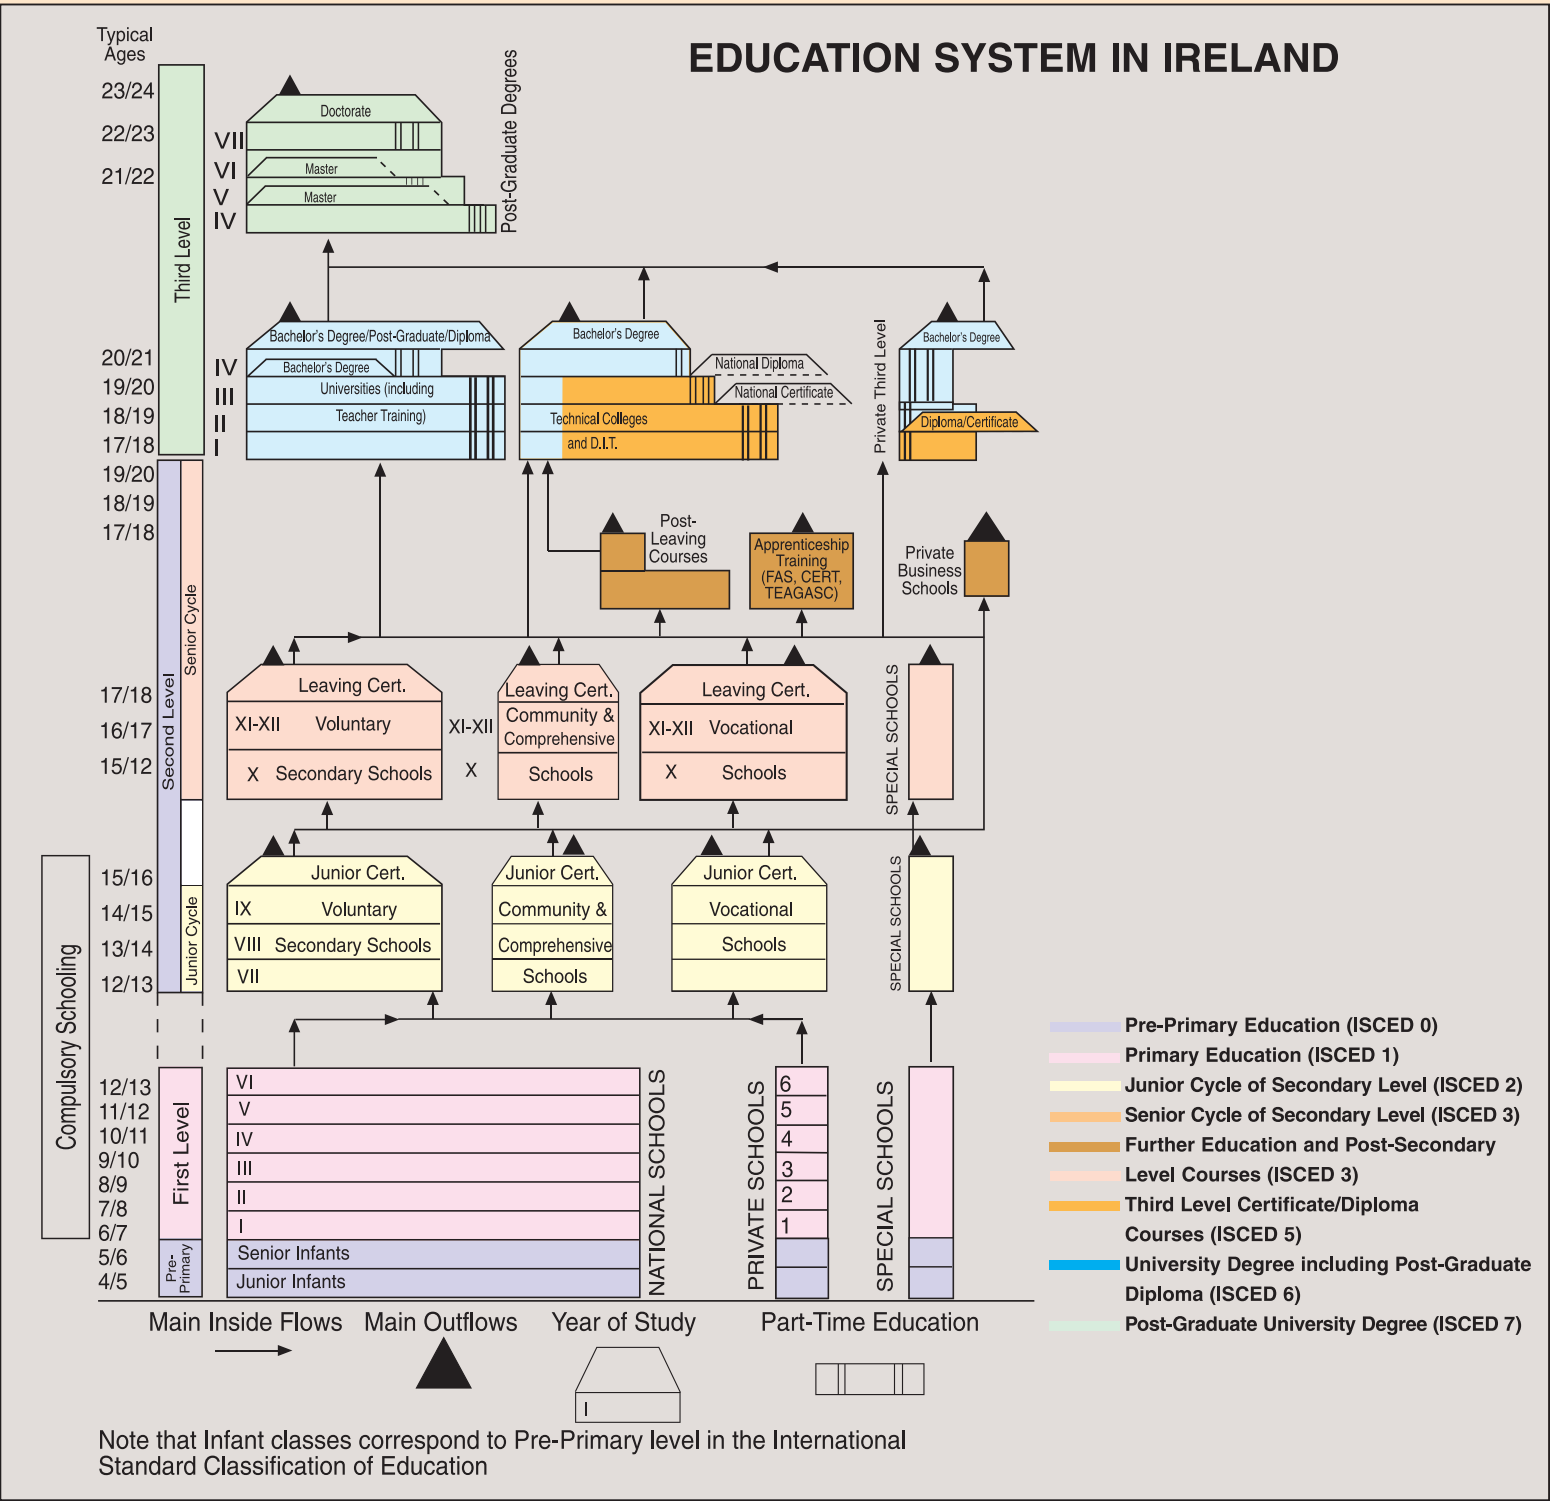 EDUCATION SYSTEM IN IRELAND
Typical
Ages
23/24
22/23
21/22
20/21
19/20
18/19
17/18
19/20
18/19
17/18
17/18
16/17
15/12
15/16
14/15
13/14
12/13
12/13
11/12
10/11
9/10
8/9
7/8
6/7
5/6
4/5
Compulsory Schooling
Third Level
Second Level
Senior Cycle
Junior Cycle
First Level
Pre-
Primary
Doctorate
VII
VI
Master
V
Master
IV
Post-Graduate Degrees
Bachelor's Degree/Post-Graduate/Diploma
IV
Bachelor's Degree
III
Universities (including
II
Teacher Training)
I
Bachelor's Degree
National Diploma
National Certificate
Technical Colleges
and D.I.T.
Private Third Level
Bachelor's Degree
Diploma/Certificate
Post-
Leaving
Courses
Apprenticeship
Training
(FAS, CERT,
TEAGASC)
Private
Business
Schools
Leaving Cert.
XI-XII Voluntary
X Secondary Schools
XI-XII
X
Leaving Cert.
Community &
Comprehensive
Schools
Leaving Cert.
XI-XII Vocational
X Schools
SPECIAL SCHOOLS
Junior Cert.
IX Voluntary
VIII Secondary Schools
VII
Junior Cert.
Community &
Comprehensive
Schools
Junior Cert.
Vocational
Schools
SPECIAL SCHOOLS
VI
V
IV
III
II
I
Senior Infants
Junior Infants
NATIONAL SCHOOLS
PRIVATE SCHOOLS
6
5
4
3
2
1
SPECIAL SCHOOLS
Pre-Primary Education (ISCED 0)
Primary Education (ISCED 1)
Junior Cycle of Secondary Level (ISCED 2)
Senior Cycle of Secondary Level (ISCED 3)
Further Education and Post-Secondary
Level Courses (ISCED 3)
Third Level Certificate/Diploma
Courses (ISCED 5)
University Degree including Post-Graduate
Diploma (ISCED 6)
Post-Graduate University Degree (ISCED 7)
Main Inside Flows
Main Outflows
Year of Study
Part-Time Education
I
Note that Infant classes correspond to Pre-Primary level in the International
Standard Classification of Education